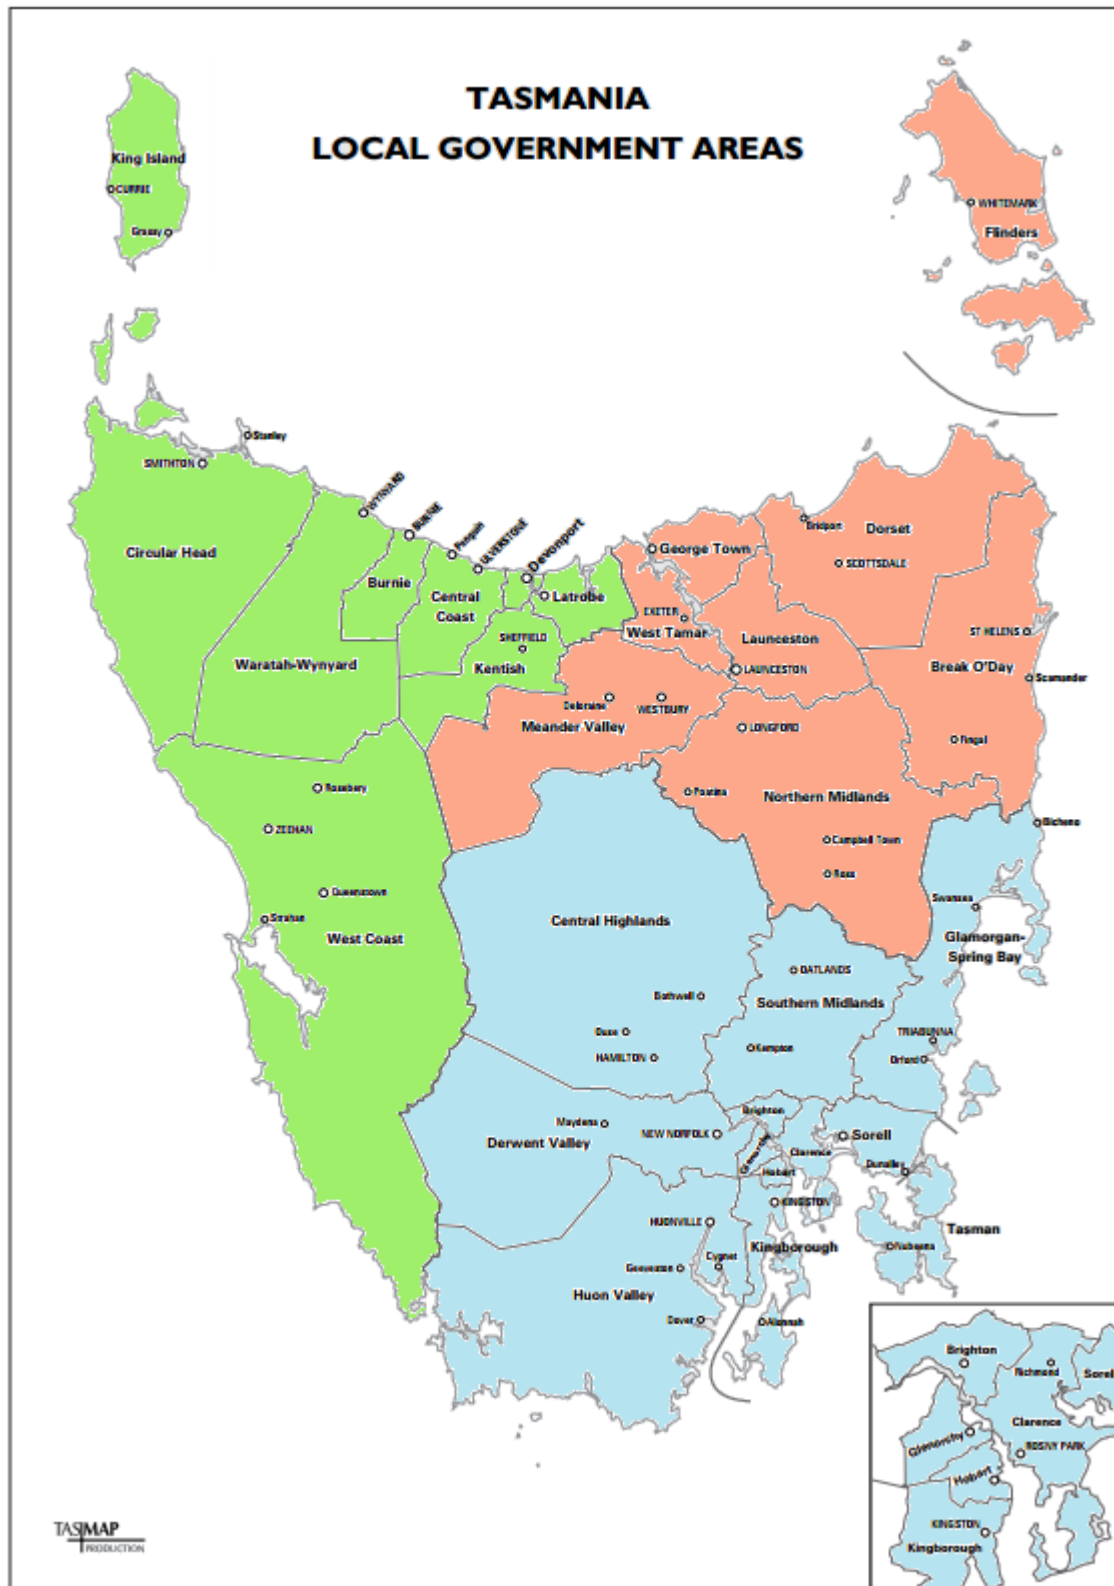 TASMANIA
LOCAL GOVERNMENT AREAS
King Island
CURRIE
Grassy
WHITEMARK
Flinders
Stanley
SMITHTON
WYNYARD
BURNIE
Penguin
ULVERSTONE
Devonport
Circular Head
Burnie
Central
Coast
Latrobe
SHEFFIELD
Kentish
Waratah-Wynyard
George Town
Bridport
Dorset
SCOTTSDALE
EXETER
West Tamar
Launceston
LAUNCESTON
ST HELENS
Break O'Day
Scamander
Fingal
Deloraine
WESTBURY
Meander Valley
LONGFORD
Poatina
Northern Midlands
Campbell Town
Ross
Bicheno
Rosebery
ZEEHAN
Queenstown
Strahan
West Coast
Central Highlands
Swansea
Glamorgan-
Spring Bay
OATLANDS
Bothwell
Southern Midlands
Ouse
HAMILTON
Kempton
TRIABUNNA
Orford
Maydena
Derwent Valley
NEW NORFOLK
Brighton
Glenorchy
Hobart
Clarence
Sorell
Dunalley
KINGSTON
HUONVILLE
Kingborough
Tasman
Nubeena
Cygnet
Geeveston
Huon Valley
Dover
Alonnah
Brighton
Richmond
Sorell
Clarence
Glenorchy
ROSNY PARK
Hobart
KINGSTON
Kingborough
TASMAP
PRODUCTION